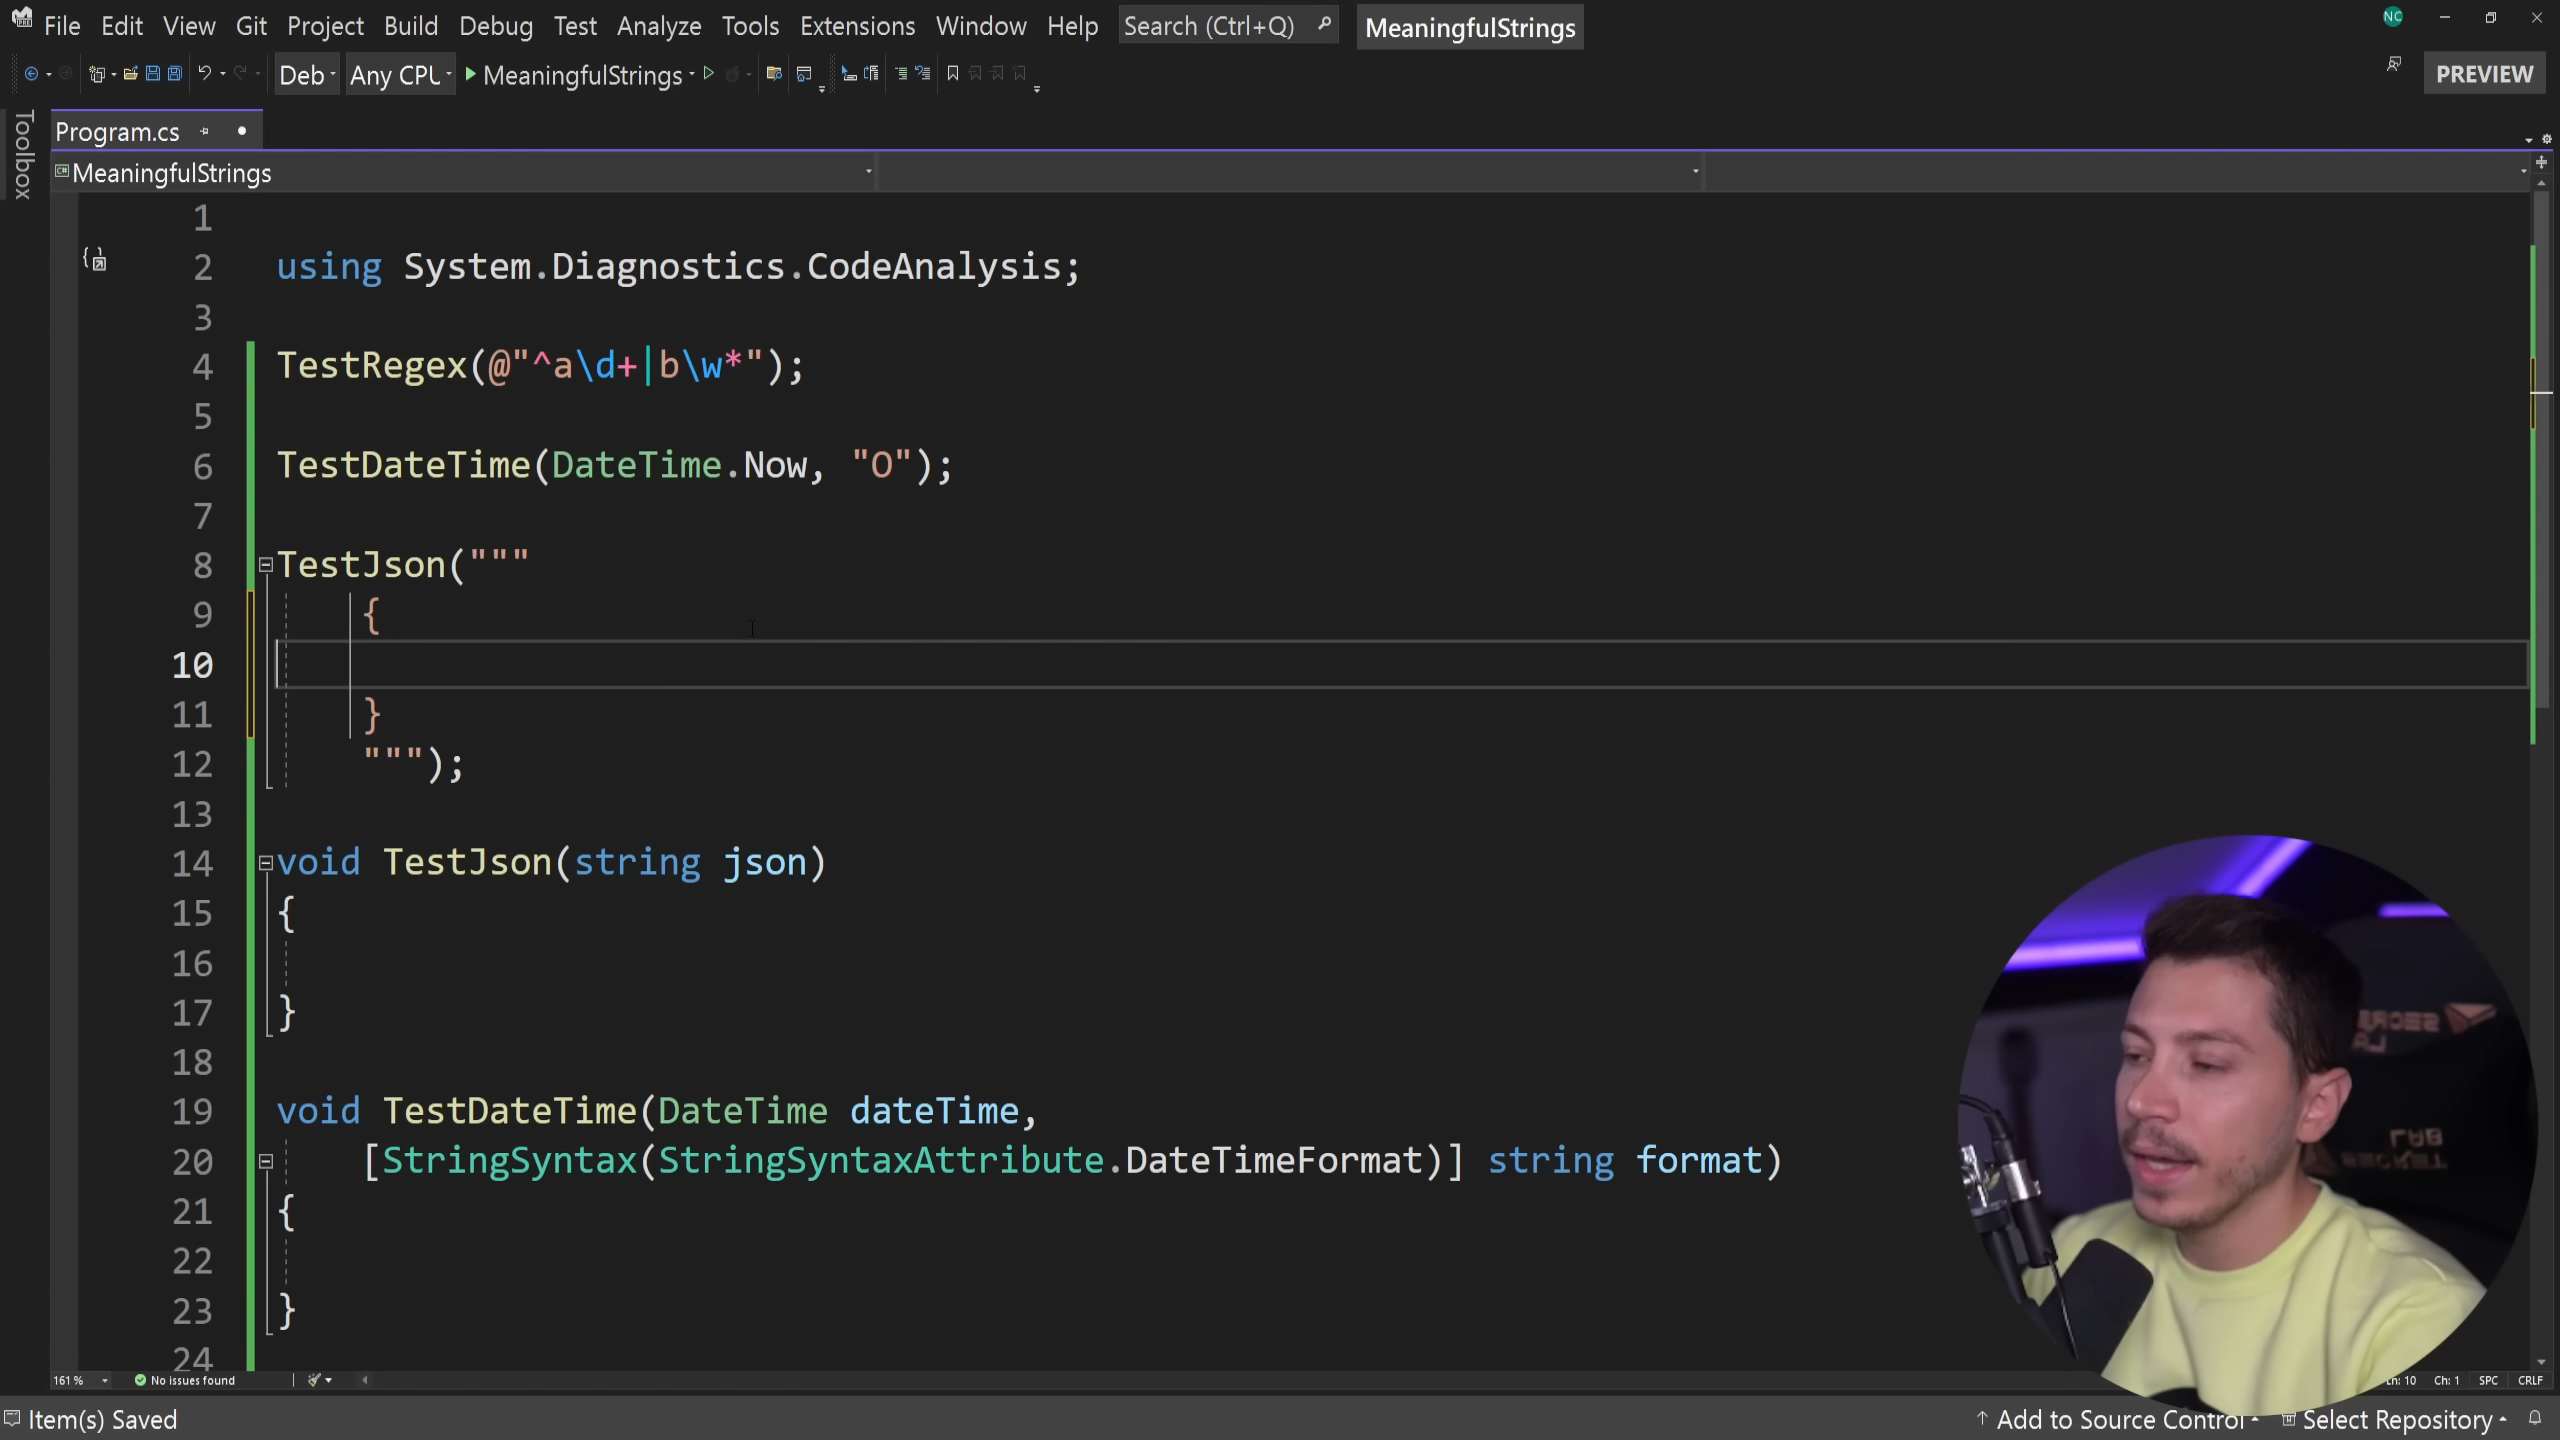 File Edit View Git Project Build Debug Test Analyze Tools Extensions Window Help Search (Ctrl+Q) MeaningfulStrings NC
Deb Any CPU MeaningfulStrings PREVIEW
Toolbox
Program.cs
MeaningfulStrings
1
2 using System.Diagnostics.CodeAnalysis;
3
4 TestRegex(@"^a\d+|b\w*");
5
6 TestDateTime(DateTime.Now, "O");
7
8 TestJson("""
9 {
10
11 }
12 """);
13
14 void TestJson(string json)
15 {
16
17 }
18
19 void TestDateTime(DateTime dateTime,
20 [StringSyntax(StringSyntaxAttribute.DateTimeFormat)] string format)
21 {
22
23 }
24
161 % No issues found Ln: 10 Ch: 1 SPC CRLF
Item(s) Saved Add to Source Control Select Repository
SECRET
LAB